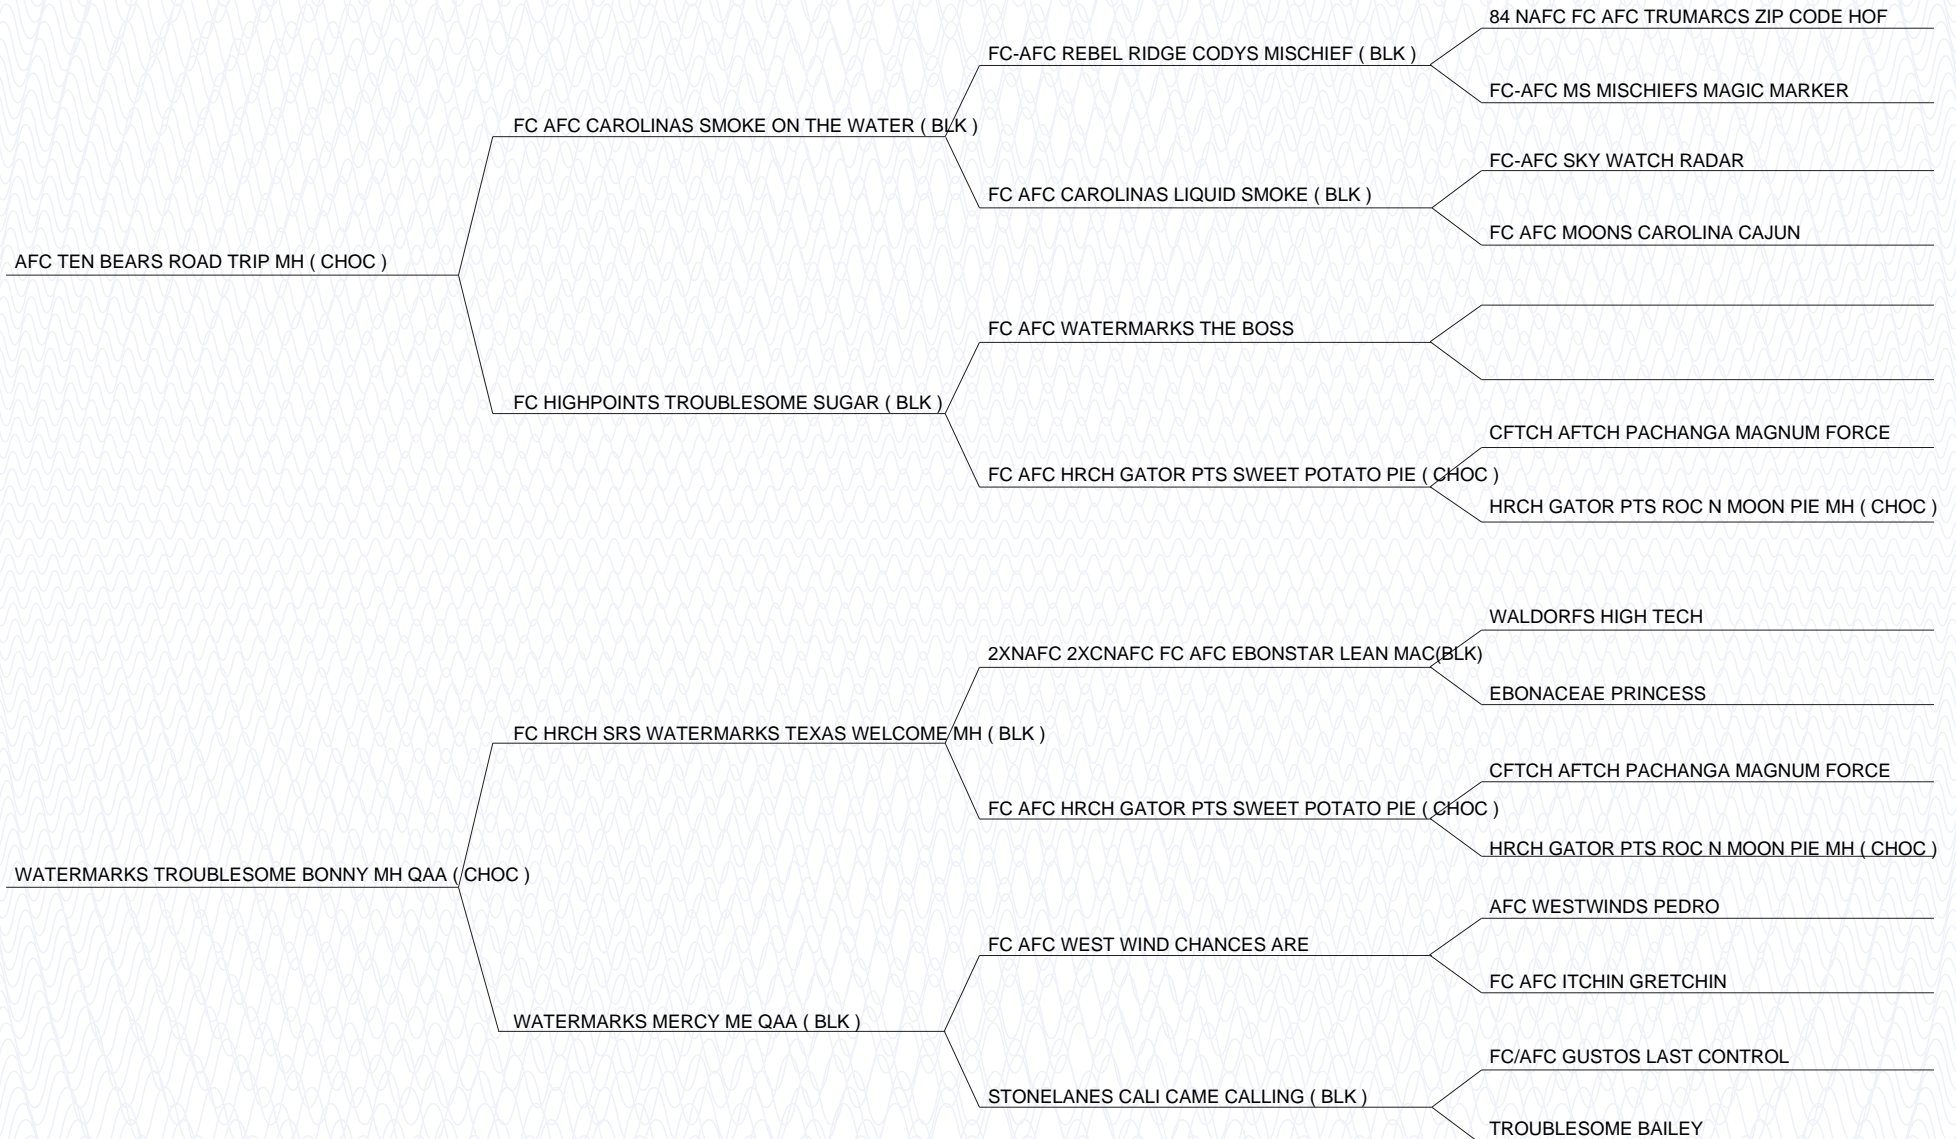 84 NAFC FC AFC TRUMARCS ZIP CODE HOF
FC-AFC REBEL RIDGE CODYS MISCHIEF ( BLK )
FC-AFC MS MISCHIEFS MAGIC MARKER
FC AFC CAROLINAS SMOKE ON THE WATER ( BLK )
FC-AFC SKY WATCH RADAR
FC AFC CAROLINAS LIQUID SMOKE ( BLK )
FC AFC MOONS CAROLINA CAJUN
AFC TEN BEARS ROAD TRIP MH ( CHOC )
FC AFC WATERMARKS THE BOSS
FC HIGHPOINTS TROUBLESOME SUGAR ( BLK )
CFTCH AFTCH PACHANGA MAGNUM FORCE
FC AFC HRCH GATOR PTS SWEET POTATO PIE ( CHOC )
HRCH GATOR PTS ROC N MOON PIE MH ( CHOC )
WALDORFS HIGH TECH
2XNAFC 2XCNAFC FC AFC EBONSTAR LEAN MAC(BLK)
EBONACEAE PRINCESS
FC HRCH SRS WATERMARKS TEXAS WELCOME MH ( BLK )
CFTCH AFTCH PACHANGA MAGNUM FORCE
FC AFC HRCH GATOR PTS SWEET POTATO PIE ( CHOC )
HRCH GATOR PTS ROC N MOON PIE MH ( CHOC )
WATERMARKS TROUBLESOME BONNY MH QAA ( CHOC )
AFC WESTWINDS PEDRO
FC AFC WEST WIND CHANCES ARE
FC AFC ITCHIN GRETCHIN
WATERMARKS MERCY ME QAA ( BLK )
FC/AFC GUSTOS LAST CONTROL
STONELANES CALI CAME CALLING ( BLK )
TROUBLESOME BAILEY